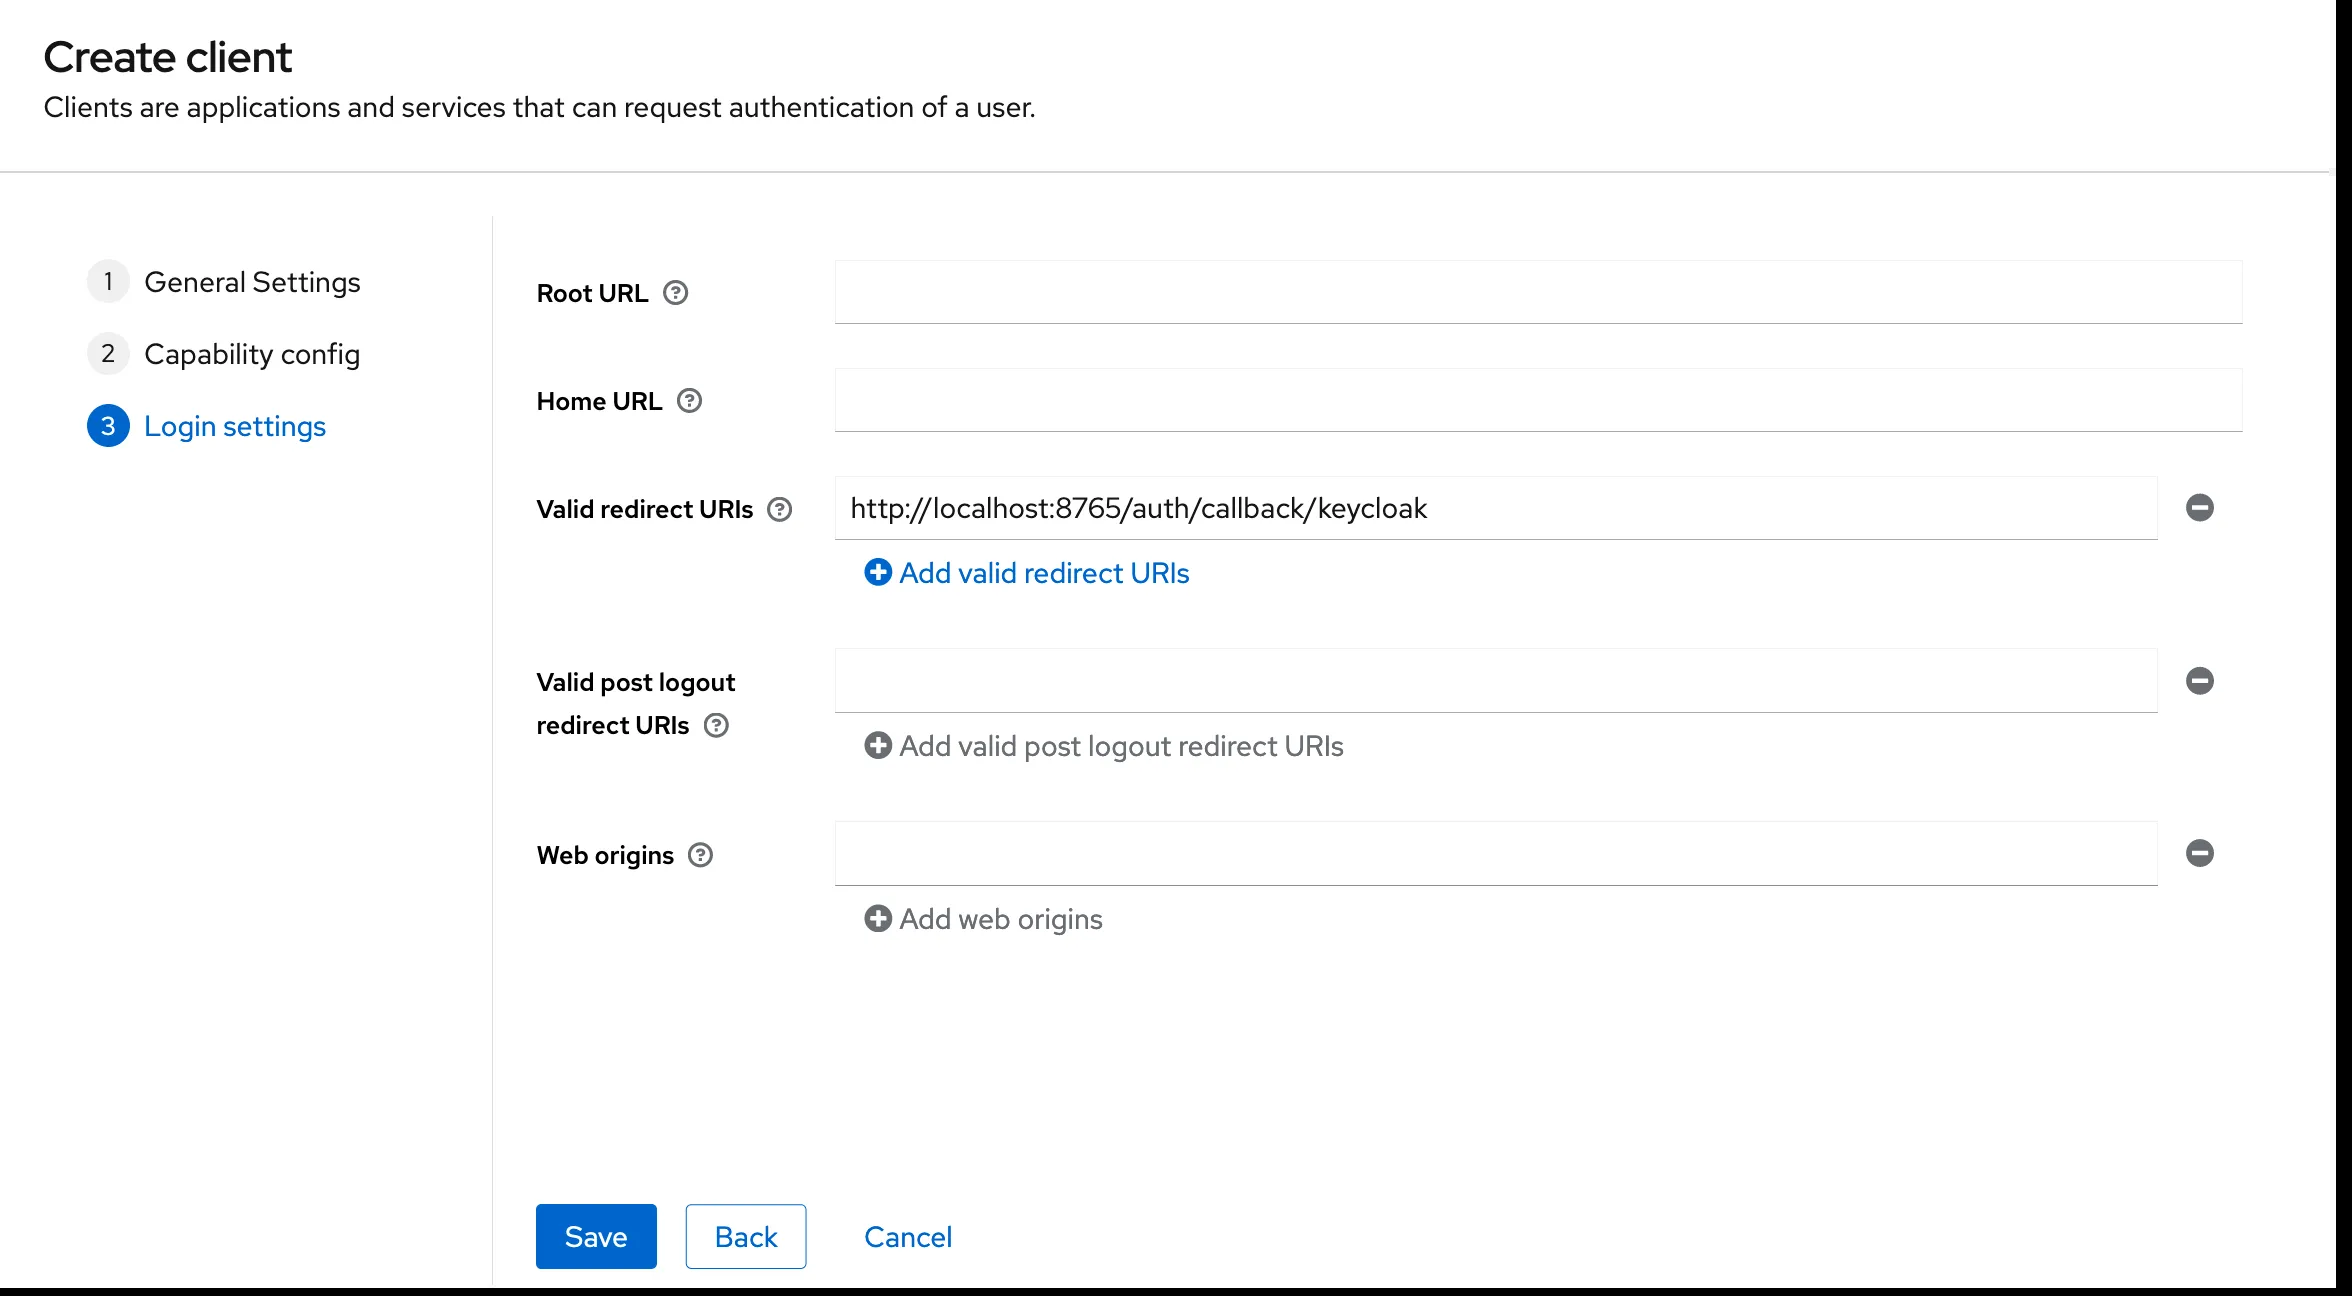 Create client
Clients are applications and services that can request authentication of a user.
1 General Settings
2 Capability config
3 Login settings
Root URL
Home URL
Valid redirect URIs
http://localhost:8765/auth/callback/keycloak
Add valid redirect URIs
Valid post logout
redirect URIs
Add valid post logout redirect URIs
Web origins
Add web origins
Save
Back
Cancel